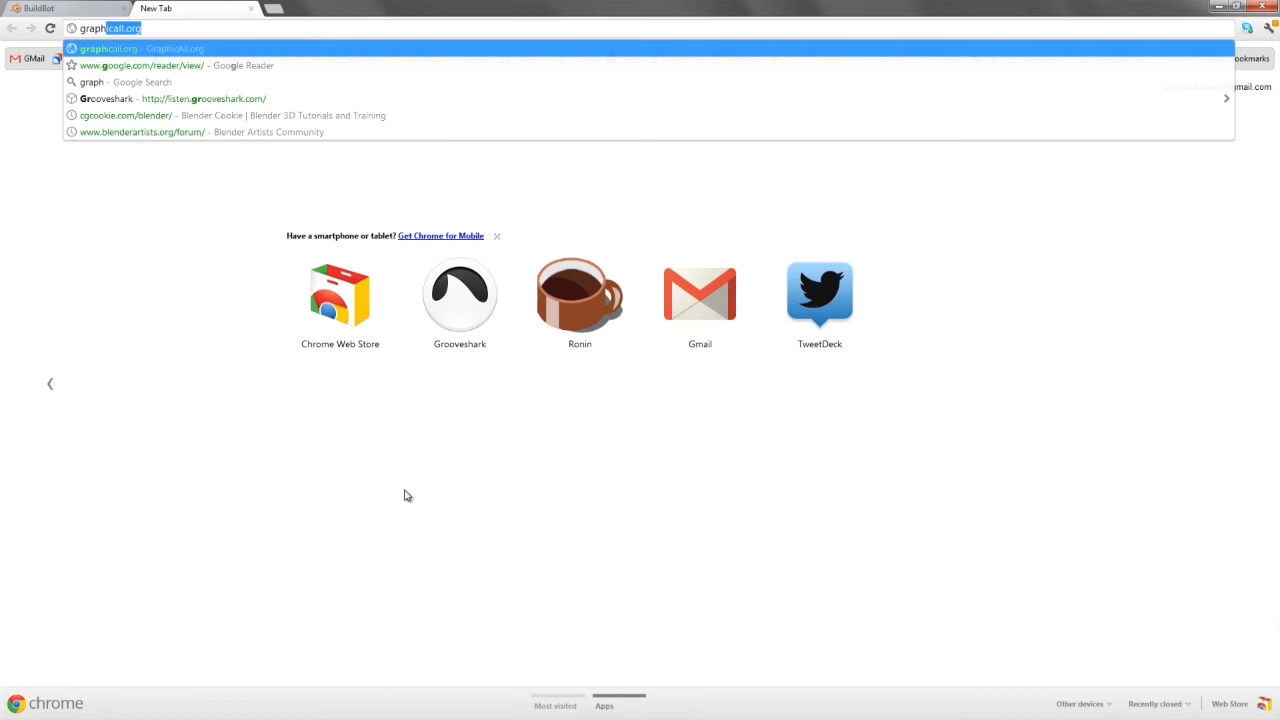 BuildBot
New Tab
graphicall.org
graphicall.org - GraphicAll.org
www.google.com/reader/view/ - Google Reader
graph - Google Search
Grooveshark - http://listen.grooveshark.com/
cgcookie.com/blender/ - Blender Cookie | Blender 3D Tutorials and Training
www.blenderartists.org/forum/ - Blender Artists Community
GMail
ookmarks
gmail.com
Have a smartphone or tablet? Get Chrome for Mobile
Chrome Web Store
Grooveshark
Ronin
Gmail
TweetDeck
chrome
Most visited
Apps
Other devices
Recently closed
Web Store